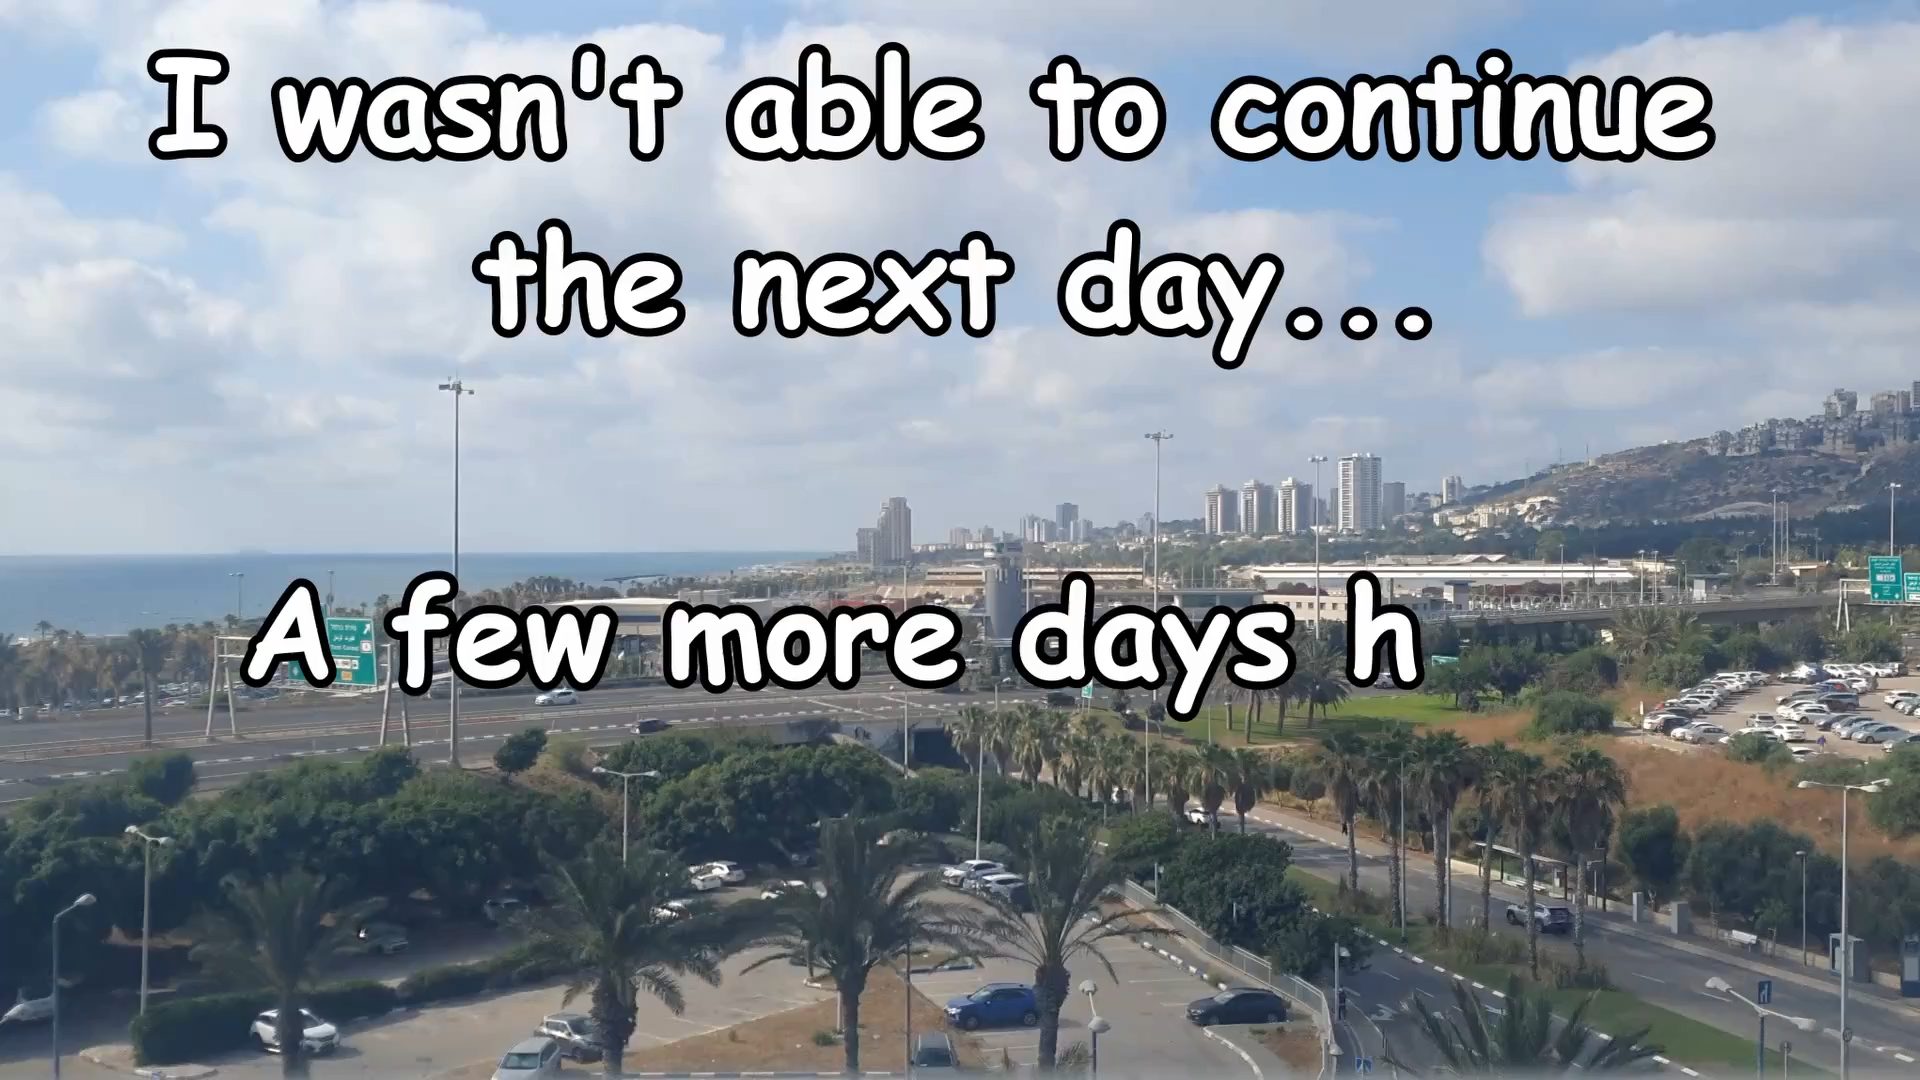 I wasn't able to continue
the next day...
A few more days h